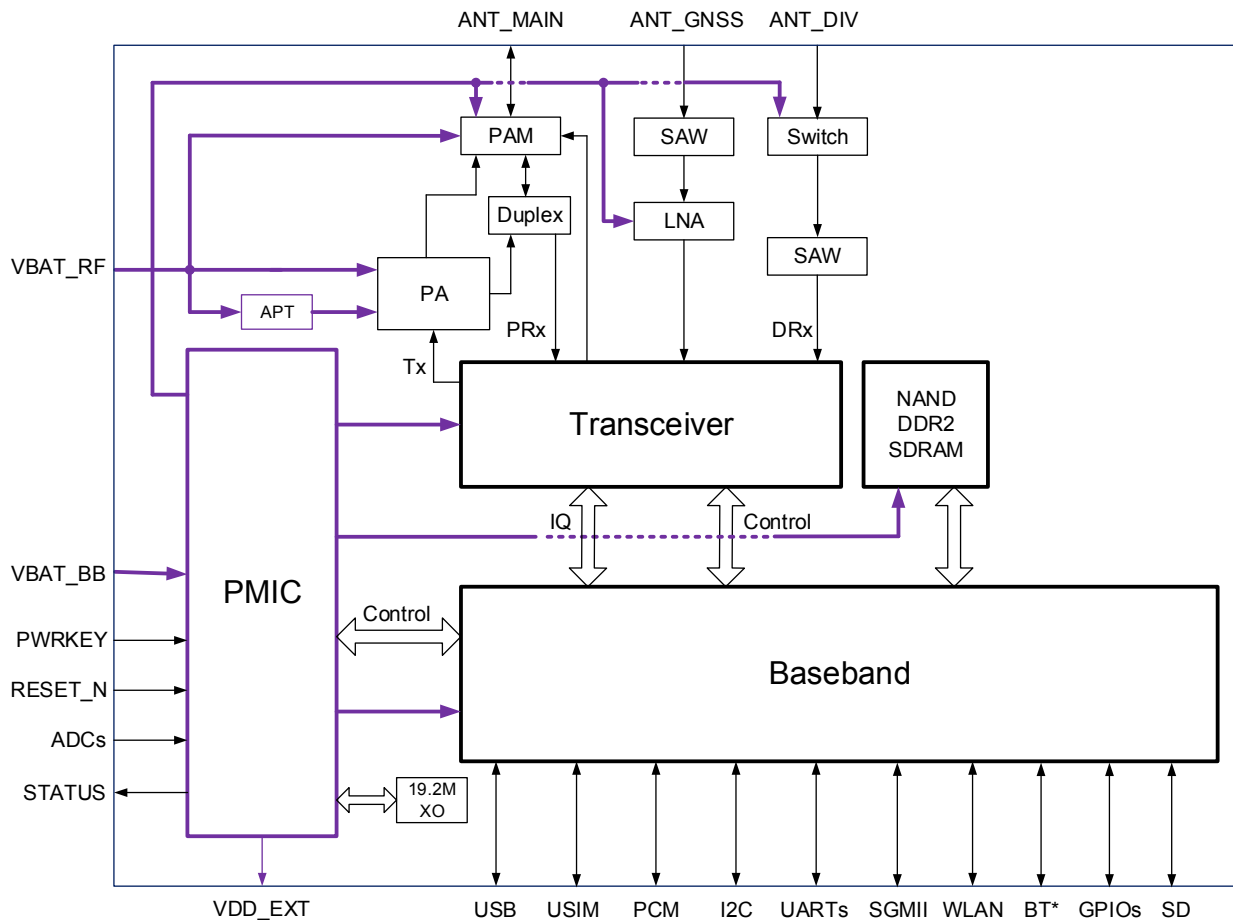 ANT_MAIN ANT_GNSS ANT_DIV
PAM SAW Switch
Duplex LNA
SAW
VBAT_RF
PA
APT
PRx DRx
Tx
Transceiver
NAND
DDR2
SDRAM
IQ Control
VBAT_BB
PMIC
Control
PWRKEY
Baseband
RESET_N
ADCs
STATUS
19.2M
XO
VDD_EXT USB USIM PCM I2C UARTs SGMII WLAN BT* GPIOs SD